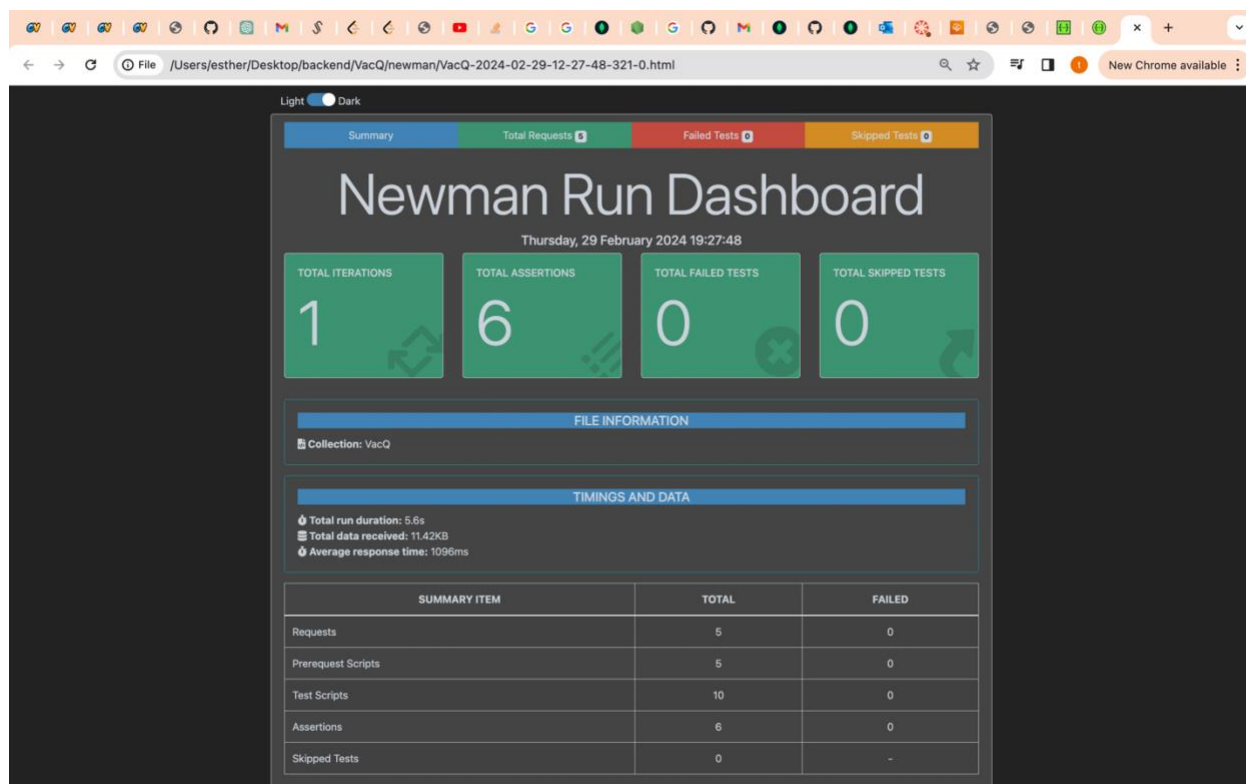 File /Users/esther/Desktop/backend/VacQ/newman/VacQ-2024-02-29-12-27-48-321-0.html 1 New Chrome available
Light Dark
Summary Total Requests 5 Failed Tests 0 Skipped Tests 0
Newman Run Dashboard
Thursday, 29 February 2024 19:27:48
TOTAL ITERATIONS TOTAL ASSERTIONS TOTAL FAILED TESTS TOTAL SKIPPED TESTS
1 6 0 0
FILE INFORMATION
Collection: VacQ
TIMINGS AND DATA
Total run duration: 5.6s
Total data received: 11.42KB
Average response time: 1096ms
SUMMARY ITEM TOTAL FAILED
Requests 5 0
Prerequest Scripts 5 0
Test Scripts 10 0
Assertions 6 0
Skipped Tests 0 -